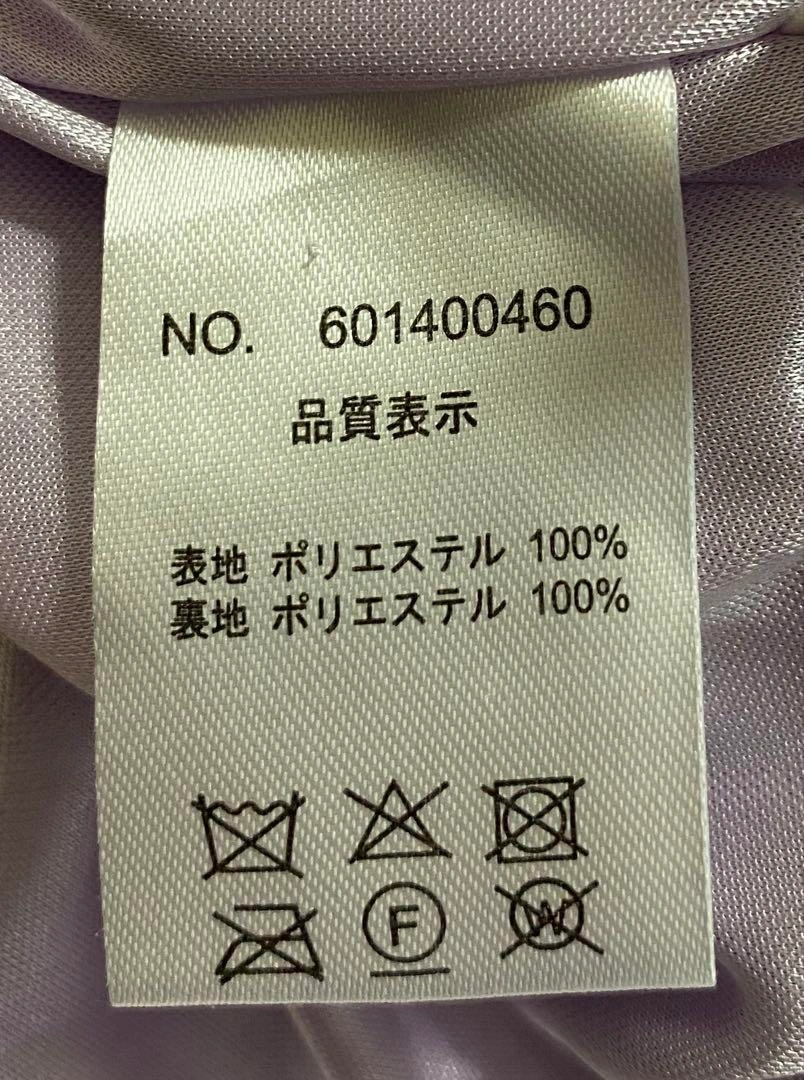 NO. 601400460
品質表示
表地 ポリエステル 100%
裏地 ポリエステル 100%
F
W